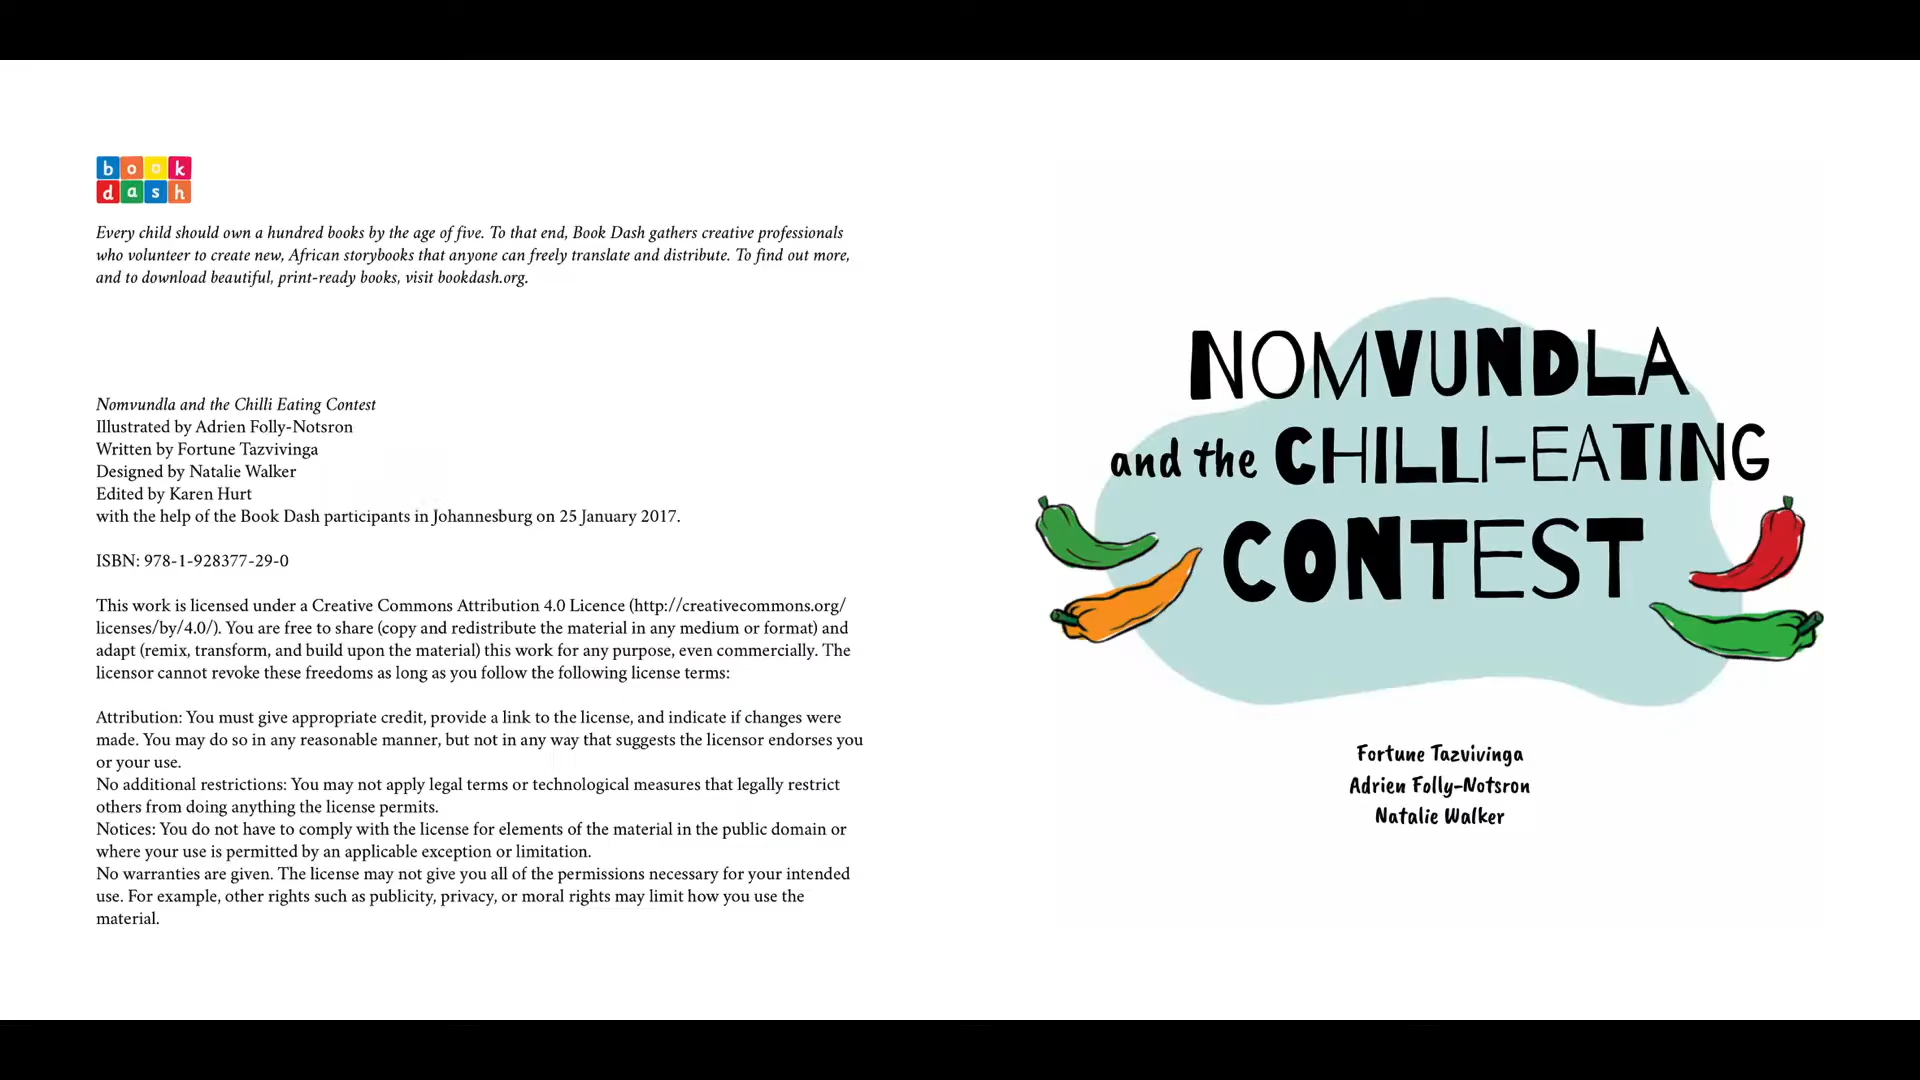 book
dash
Every child should own a hundred books by the age of five. To that end, Book Dash gathers creative professionals
who volunteer to create new, African storybooks that anyone can freely translate and distribute. To find out more,
and to download beautiful, print-ready books, visit bookdash.org.
Nomvundla and the Chilli Eating Contest
Illustrated by Adrien Folly-Notsron
Written by Fortune Tazvivinga
Designed by Natalie Walker
Edited by Karen Hurt
with the help of the Book Dash participants in Johannesburg on 25 January 2017.
ISBN: 978-1-928377-29-0
This work is licensed under a Creative Commons Attribution 4.0 Licence (http://creativecommons.org/
licenses/by/4.0/). You are free to share (copy and redistribute the material in any medium or format) and
adapt (remix, transform, and build upon the material) this work for any purpose, even commercially. The
licensor cannot revoke these freedoms as long as you follow the following license terms:
Attribution: You must give appropriate credit, provide a link to the license, and indicate if changes were
made. You may do so in any reasonable manner, but not in any way that suggests the licensor endorses you
or your use.
No additional restrictions: You may not apply legal terms or technological measures that legally restrict
others from doing anything the license permits.
Notices: You do not have to comply with the license for elements of the material in the public domain or
where your use is permitted by an applicable exception or limitation.
No warranties are given. The license may not give you all of the permissions necessary for your intended
use. For example, other rights such as publicity, privacy, or moral rights may limit how you use the
material.
NOMVUNDLA
and the CHILLI-EATING
CONTEST
Fortune Tazvivinga
Adrien Folly-Notsron
Natalie Walker